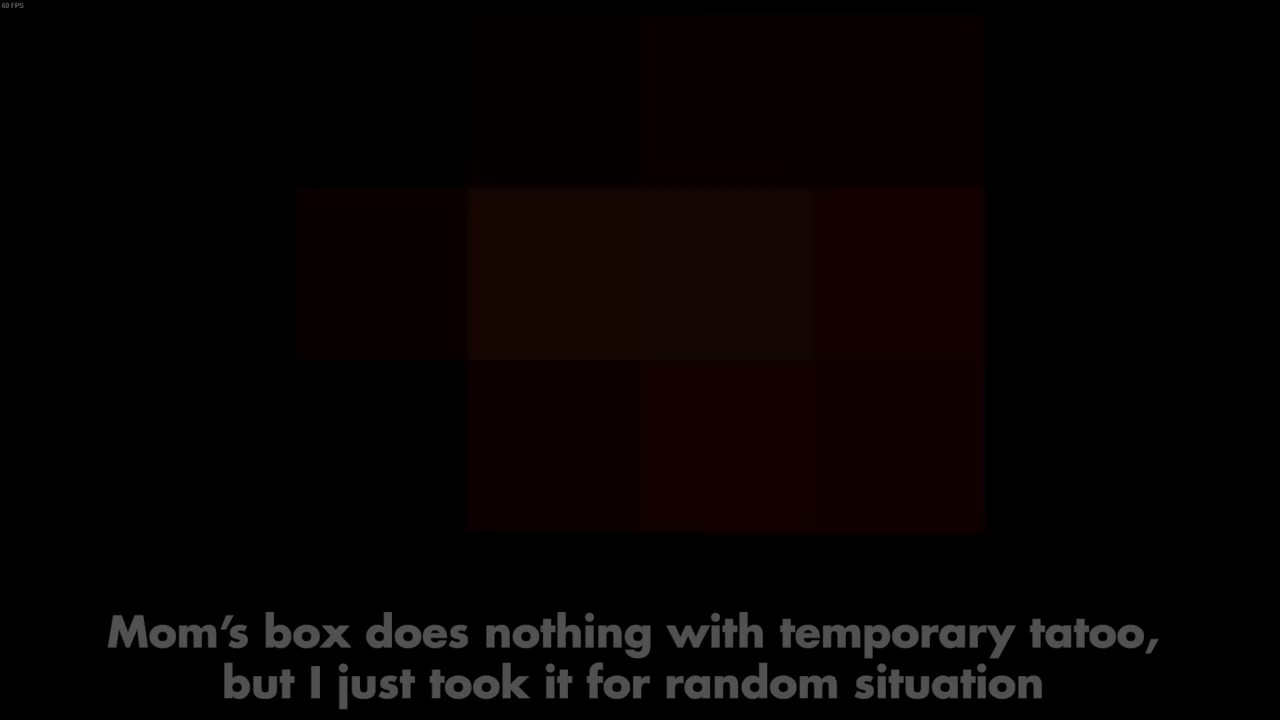 60 FPS
Mom's box does nothing with temporary tatoo,
but I just took it for random situation